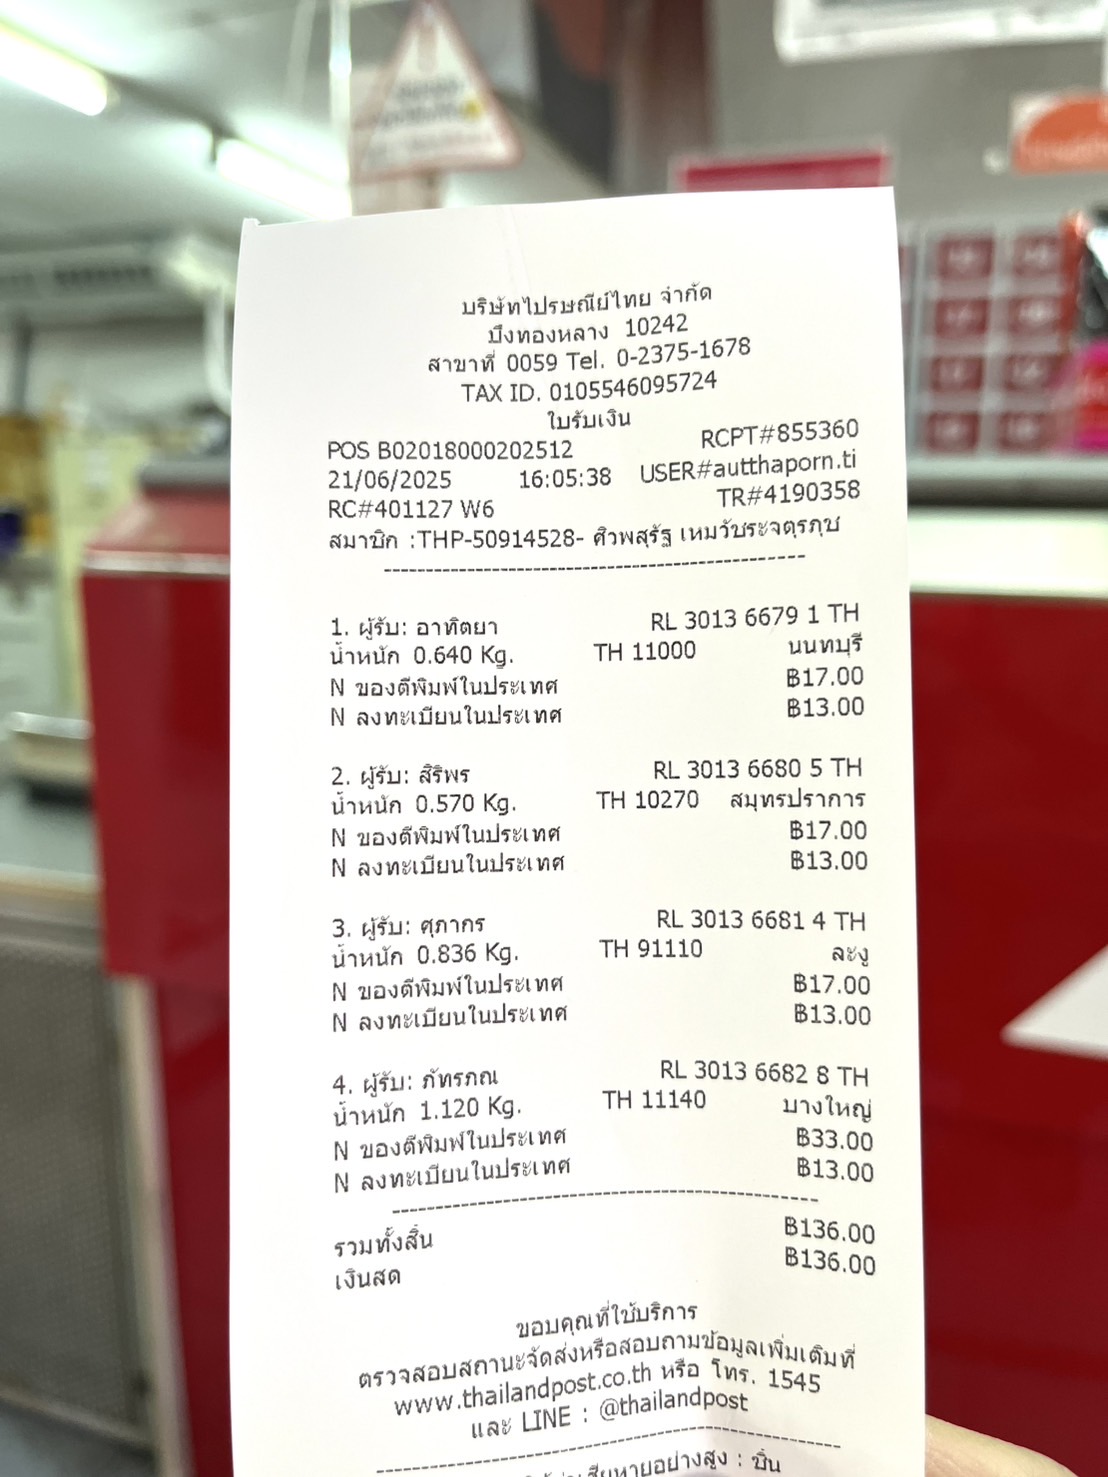 บริษัทไปรษณีย์ไทย จำกัด
บึงทองหลาง 10242
สาขาที่ 0059 Tel. 0-2375-1678
TAX ID. 0105546095724
ใบรับเงิน
POS B02018000202512 RCPT#855360
21/06/2025 16:05:38 USER#autthaporn.ti
RC#401127 W6 TR#4190358
สมาชิก :THP-50914528- ศิวพสุรัฐ เหมวัประจตุรภุช
1. ผู้รับ: อาทิตยา RL 3013 6679 1 TH
น้ำหนัก 0.640 Kg. TH 11000 นนทบุรี
N ของตีพิมพ์ในประเทศ ฿17.00
N ลงทะเบียนในประเทศ ฿13.00
2. ผู้รับ: สิริพร RL 3013 6680 5 TH
น้ำหนัก 0.570 Kg. TH 10270 สมุทรปราการ
N ของตีพิมพ์ในประเทศ ฿17.00
N ลงทะเบียนในประเทศ ฿13.00
3. ผู้รับ: ศุภากร RL 3013 6681 4 TH
น้ำหนัก 0.836 Kg. TH 91110 ละงู
N ของตีพิมพ์ในประเทศ ฿17.00
N ลงทะเบียนในประเทศ ฿13.00
4. ผู้รับ: ภัทรภณ RL 3013 6682 8 TH
น้ำหนัก 1.120 Kg. TH 11140 บางใหญ่
N ของตีพิมพ์ในประเทศ ฿33.00
N ลงทะเบียนในประเทศ ฿13.00
รวมทั้งสิ้น ฿136.00
เงินสด ฿136.00
ขอบคุณที่ใช้บริการ
ตรวจสอบสถานะจัดส่งหรือสอบถามข้อมูลเพิ่มเติมที่
www.thailandpost.co.th หรือ โทร. 1545
และ LINE : @thailandpost
เสียหายอย่างสูง : ชิ้น